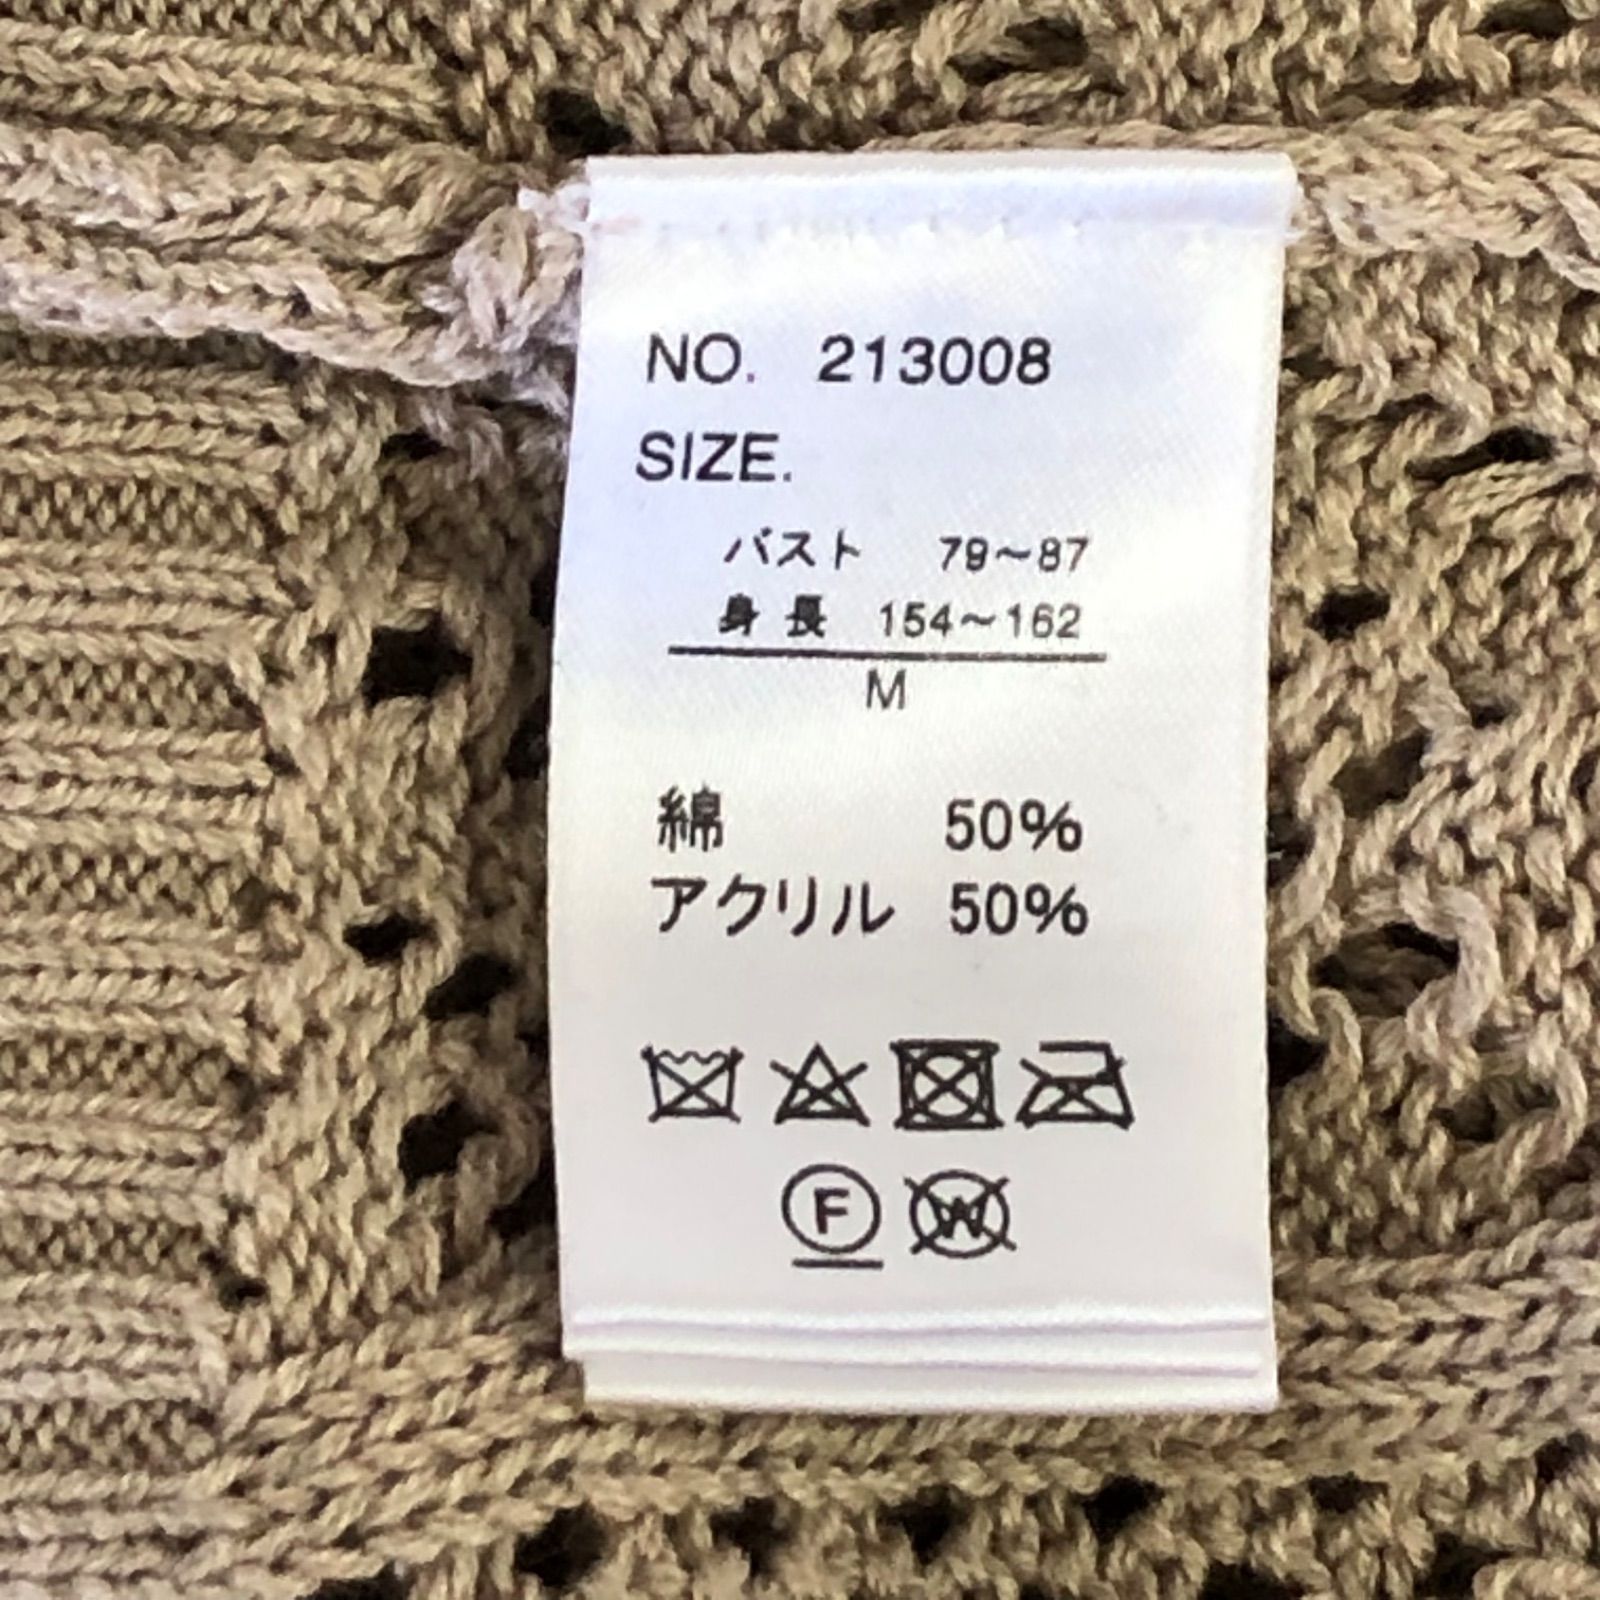 NO. 213008
SIZE.
バスト 79〜87
身長 154〜162
M
綿 50%
アクリル 50%
F W